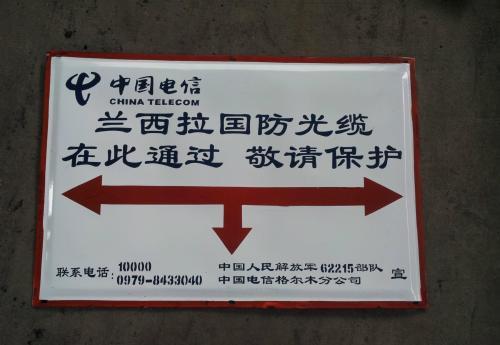 中国电信
CHINA TELECOM
兰西拉国防光缆
在此通过 敬请保护
联系电话: 10000
0979-8433040
中国人民解放军62215部队
中国电信格尔木分公司
宣